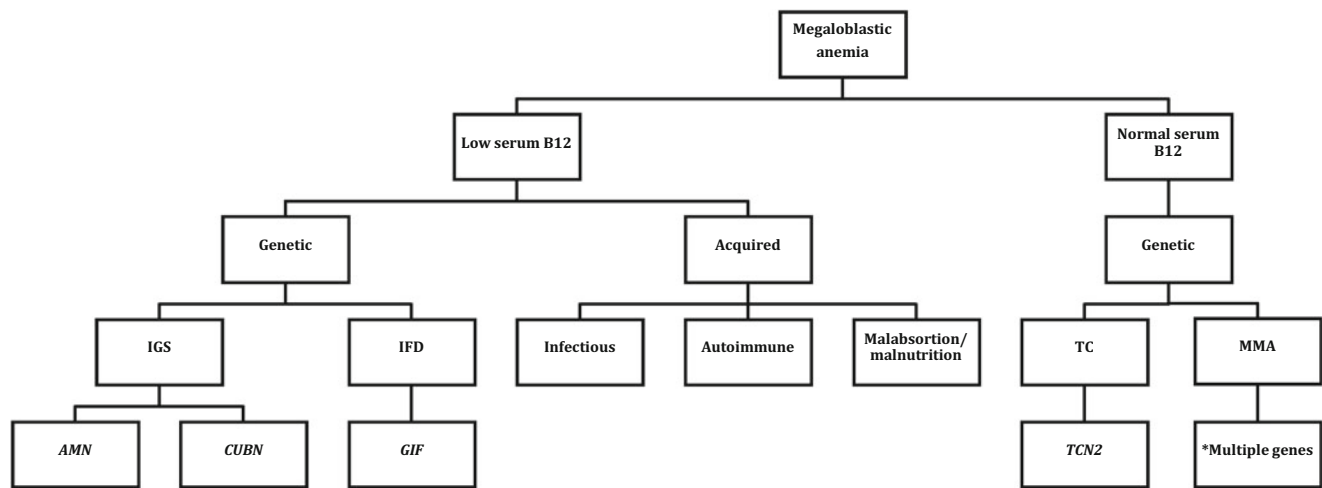 Megaloblastic
anemia
Low serum B12
Normal serum
B12
Genetic
Acquired
Genetic
IGS
IFD
Infectious
Autoimmune
Malabsortion/
malnutrition
TC
MMA
AMN
CUBN
GIF
TCN2
*Multiple genes